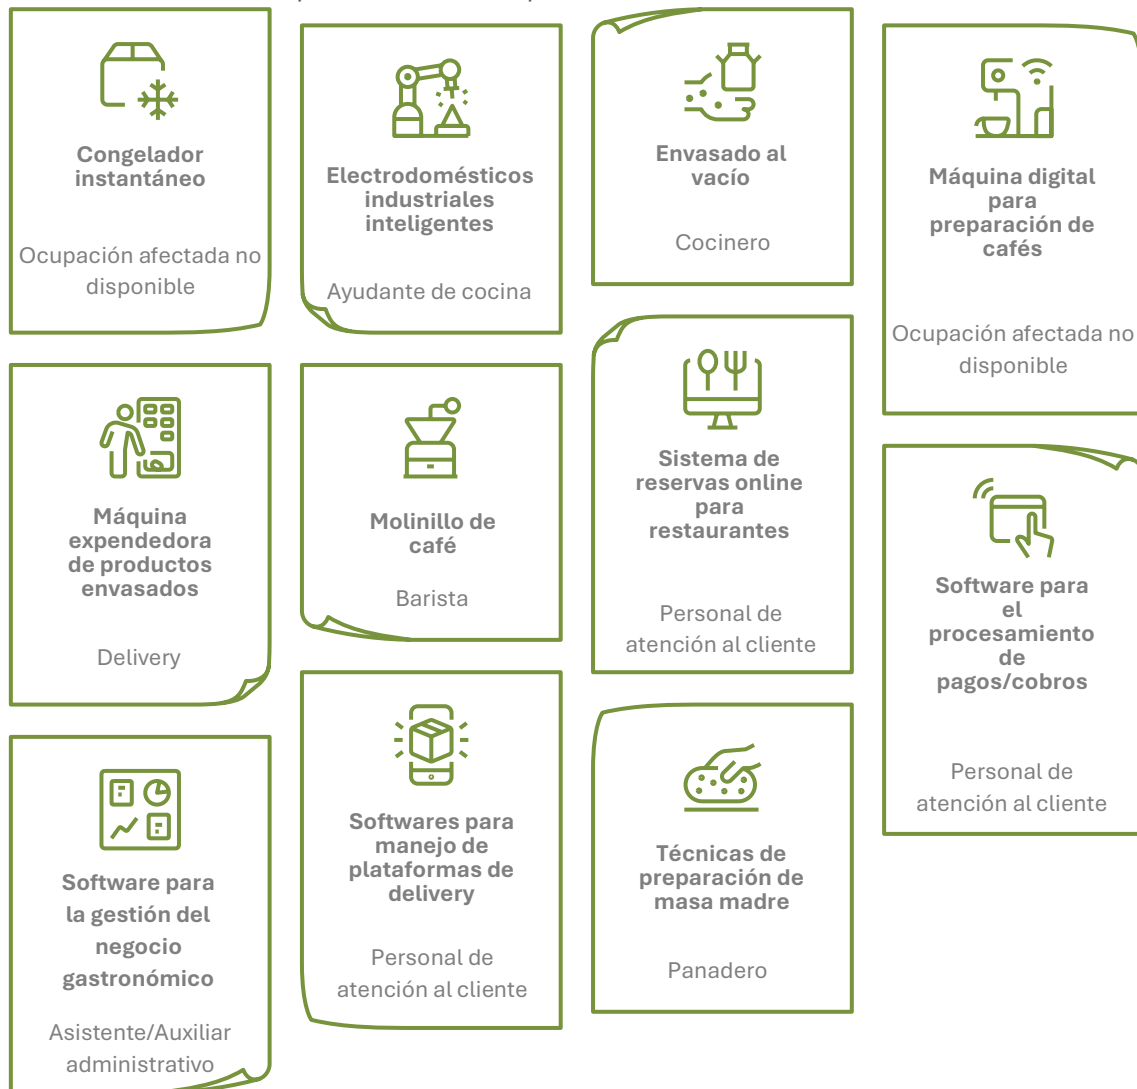 Congelador
instantáneo
Ocupación afectada no
disponible
Electrodomésticos
industriales
inteligentes
Ayudante de cocina
Envasado al
vacío
Cocinero
Máquina digital
para
preparación de
cafés
Ocupación afectada no
disponible
Máquina
expendedora
de productos
envasados
Delivery
Molinillo de
café
Barista
Sistema de
reservas online
para
restaurantes
Personal de
atención al cliente
Software para
el
procesamiento
de
pagos/cobros
Personal de
atención al cliente
Software para
la gestión del
negocio
gastronómico
Asistente/Auxiliar
administrativo
Softwares para
manejo de
plataformas de
delivery
Personal de
atención al cliente
Técnicas de
preparación de
masa madre
Panadero